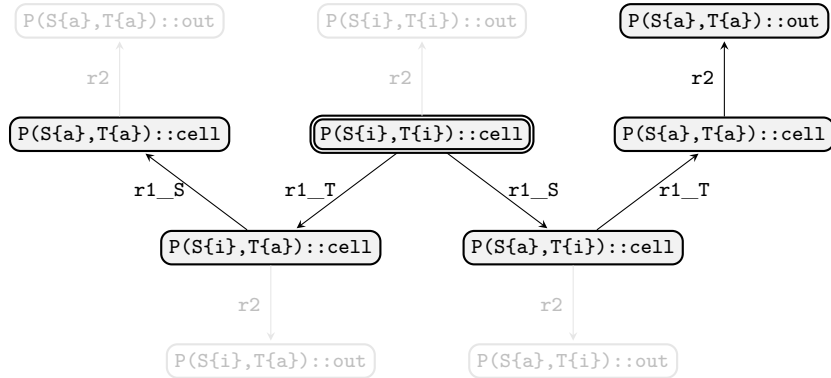 P(S{a},T{a})::out P(S{i},T{i})::out P(S{a},T{a})::out
r2 r2 r2
P(S{a},T{a})::cell P(S{i},T{i})::cell P(S{a},T{a})::cell
r1__S r1__T r1__S r1__T
P(S{i},T{a})::cell P(S{a},T{i})::cell
r2 r2
P(S{i},T{a})::out P(S{a},T{i})::out